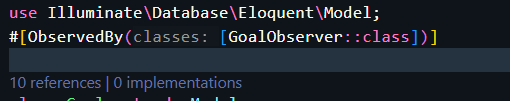 use Illuminate\Database\Eloquent\Model;
#[ObservedBy(classes: [GoalObserver::class])]
10 references | 0 implementations